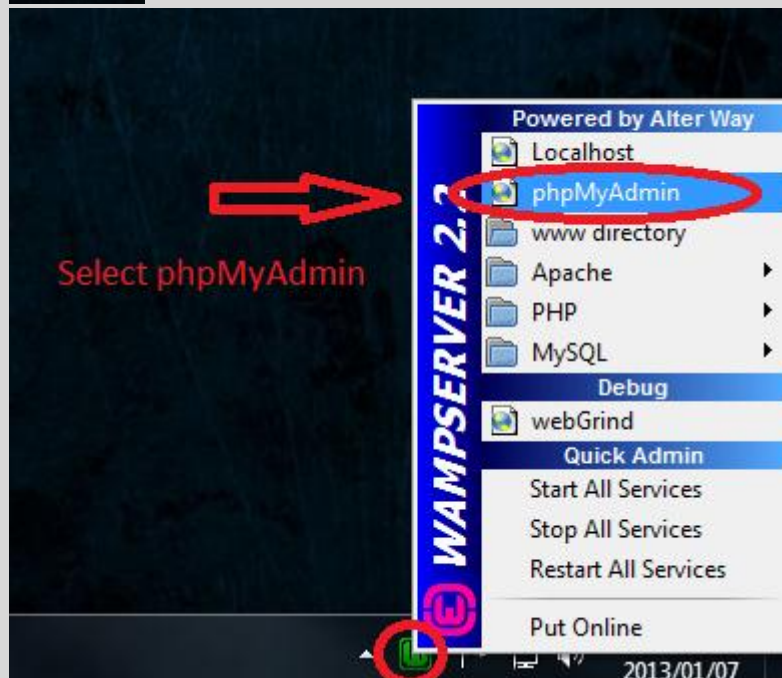 Powered by Alter Way
Localhost
phpMyAdmin
www directory
Select phpMyAdmin
Apache
PHP
MySQL
Debug
webGrind
Quick Admin
Start All Services
Stop All Services
Restart All Services
Put Online
WAMPSERVER 2.2
2013/01/07